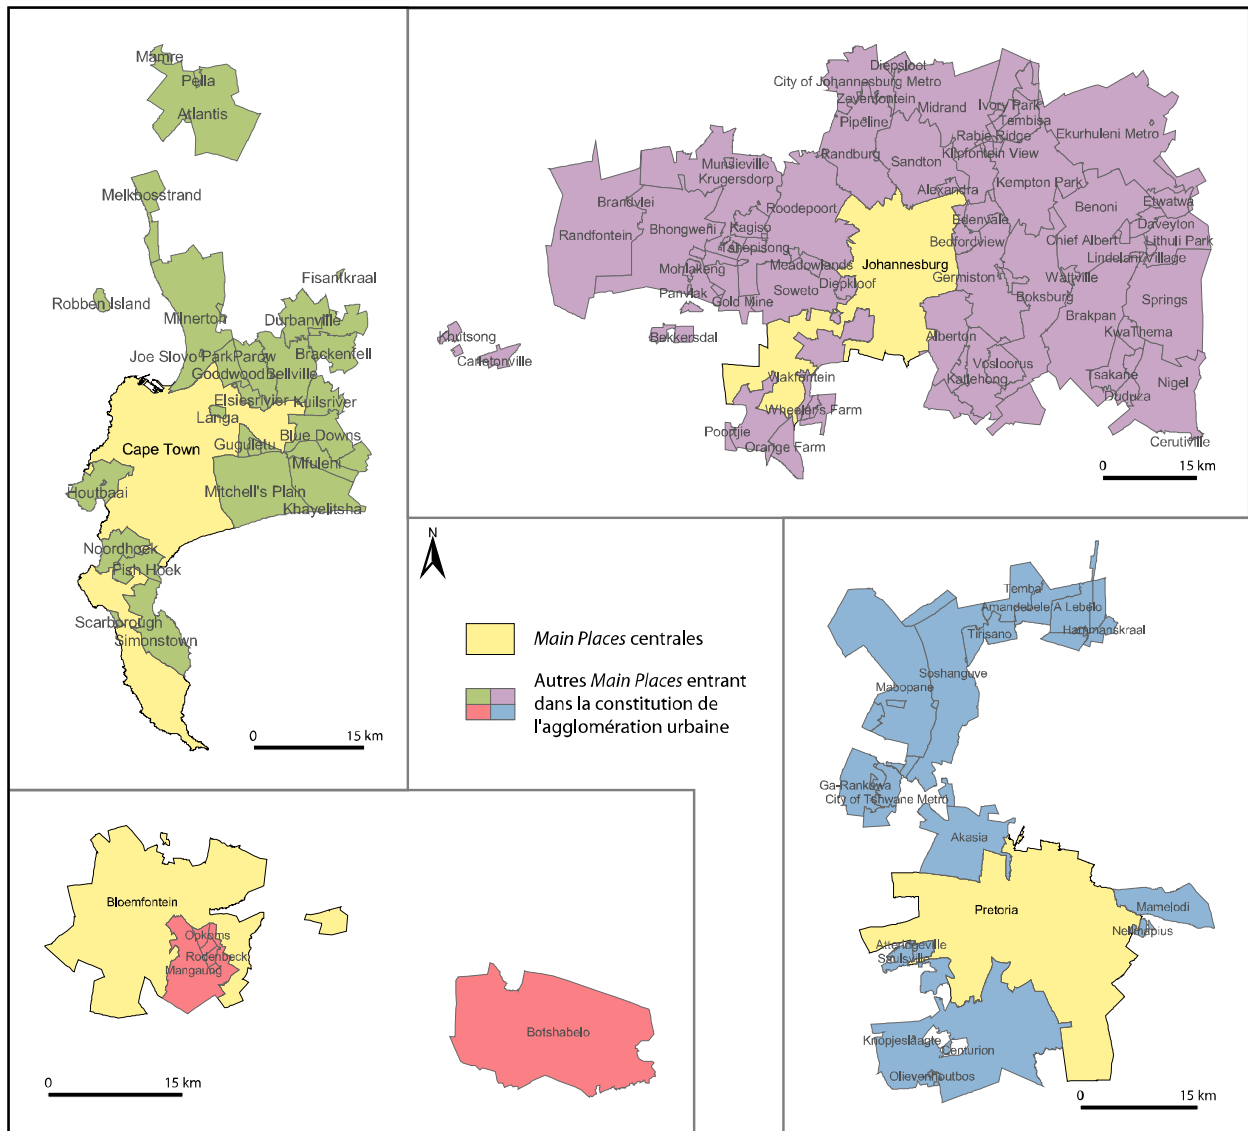 Mamre
Pella
Atlantis
Melkbosstrand
Fisantkraal
Robben Island
Milnerton
Durbanville
Joe Slovo Park
Parow
Brackenfell
Goodwood
Bellville
Elsiesrivier
Kuilsriver
Langa
Guguletu
Blue Downs
Cape Town
Mfuleni
Houtbaai
Mitchell's Plain
Khayelitsha
Noordhoek
Fish Hoek
Scarborough
Simonstown
0 15 km
Diepsloot
City of Johannesburg Metro
Zevenfontein
Midrand
Ivory Park
Tembisa
Pipeline
Rabie Ridge
Ekurhuleni Metro
Randburg
Sandton
Klipfontein View
Munsieville
Krugersdorp
Alexandra
Kempton Park
Brandvlei
Roodepoort
Benoni
Etwatwa
Randfontein
Bhongweni
Kagiso
Edenvale
Daveyton
Tshepisong
Bedfordview
Chief Albert
Lithuli Park
Mohlakeng
Meadowlands
Johannesburg
Lindelani Village
Panvlak
Gold Mine
Soweto
Diepkloof
Germiston
Wattville
Boksburg
Springs
Brakpan
Khutsong
Bekkersdal
Alberton
KwaThema
Carletonville
Vosloorus
Vlakfontein
Katlehong
Tsakane
Nigel
Duduza
Wheeler's Farm
Poortjie
Orange Farm
Cerutiville
0 15 km
N
Main Places centrales
Autres Main Places entrant
dans la constitution de
l'agglomération urbaine
Temba
Amandebele A Lebelo
Tirisano
Hammanskraal
Soshanguve
Mabopane
Ga-Rankuwa
City of Tshwane Metro
Akasia
Pretoria
Mamelodi
Nellmapius
Atteridgeville
Saulsville
Knopjeslaagte
Centurion
Olievenhoutbos
0 15 km
Bloemfontein
Opkoms
Rodenbeck
Mangaung
Botshabelo
0 15 km